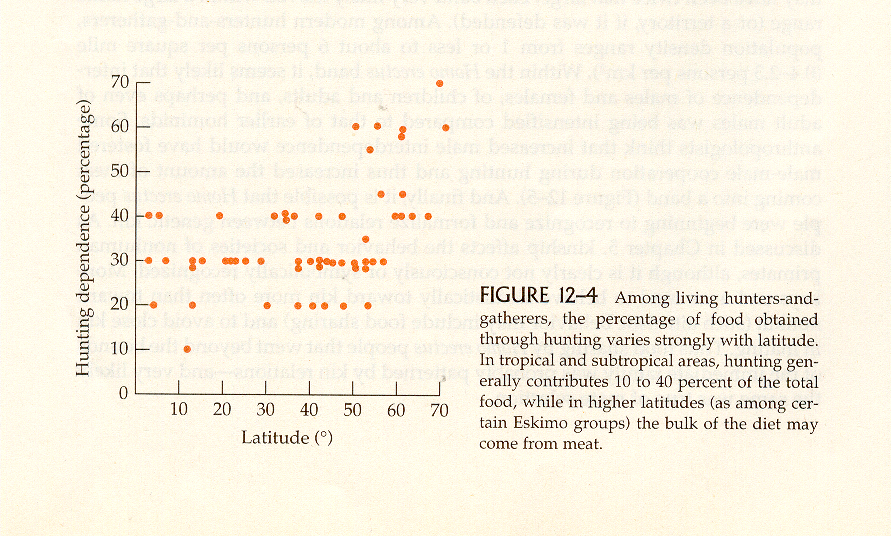 Hunting dependence (percentage)
70
60
50
40
30
20
10
0
10 20 30 40 50 60 70
Latitude (°)
FIGURE 12–4 Among living hunters-and-
gatherers, the percentage of food obtained
through hunting varies strongly with latitude.
In tropical and subtropical areas, hunting gen-
erally contributes 10 to 40 percent of the total
food, while in higher latitudes (as among cer-
tain Eskimo groups) the bulk of the diet may
come from meat.